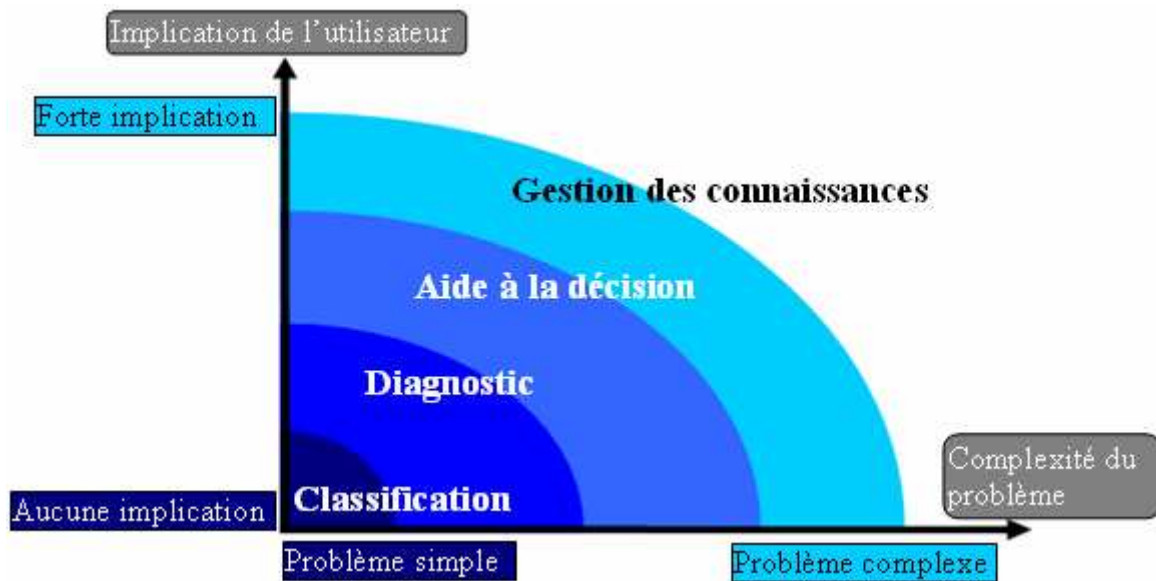 Implication de l'utilisateur
Forte implication
Gestion des connaissances
Aide à la décision
Diagnostic
Complexité du
problème
Classification
Aucune implication
Problème simple
Problème complexe